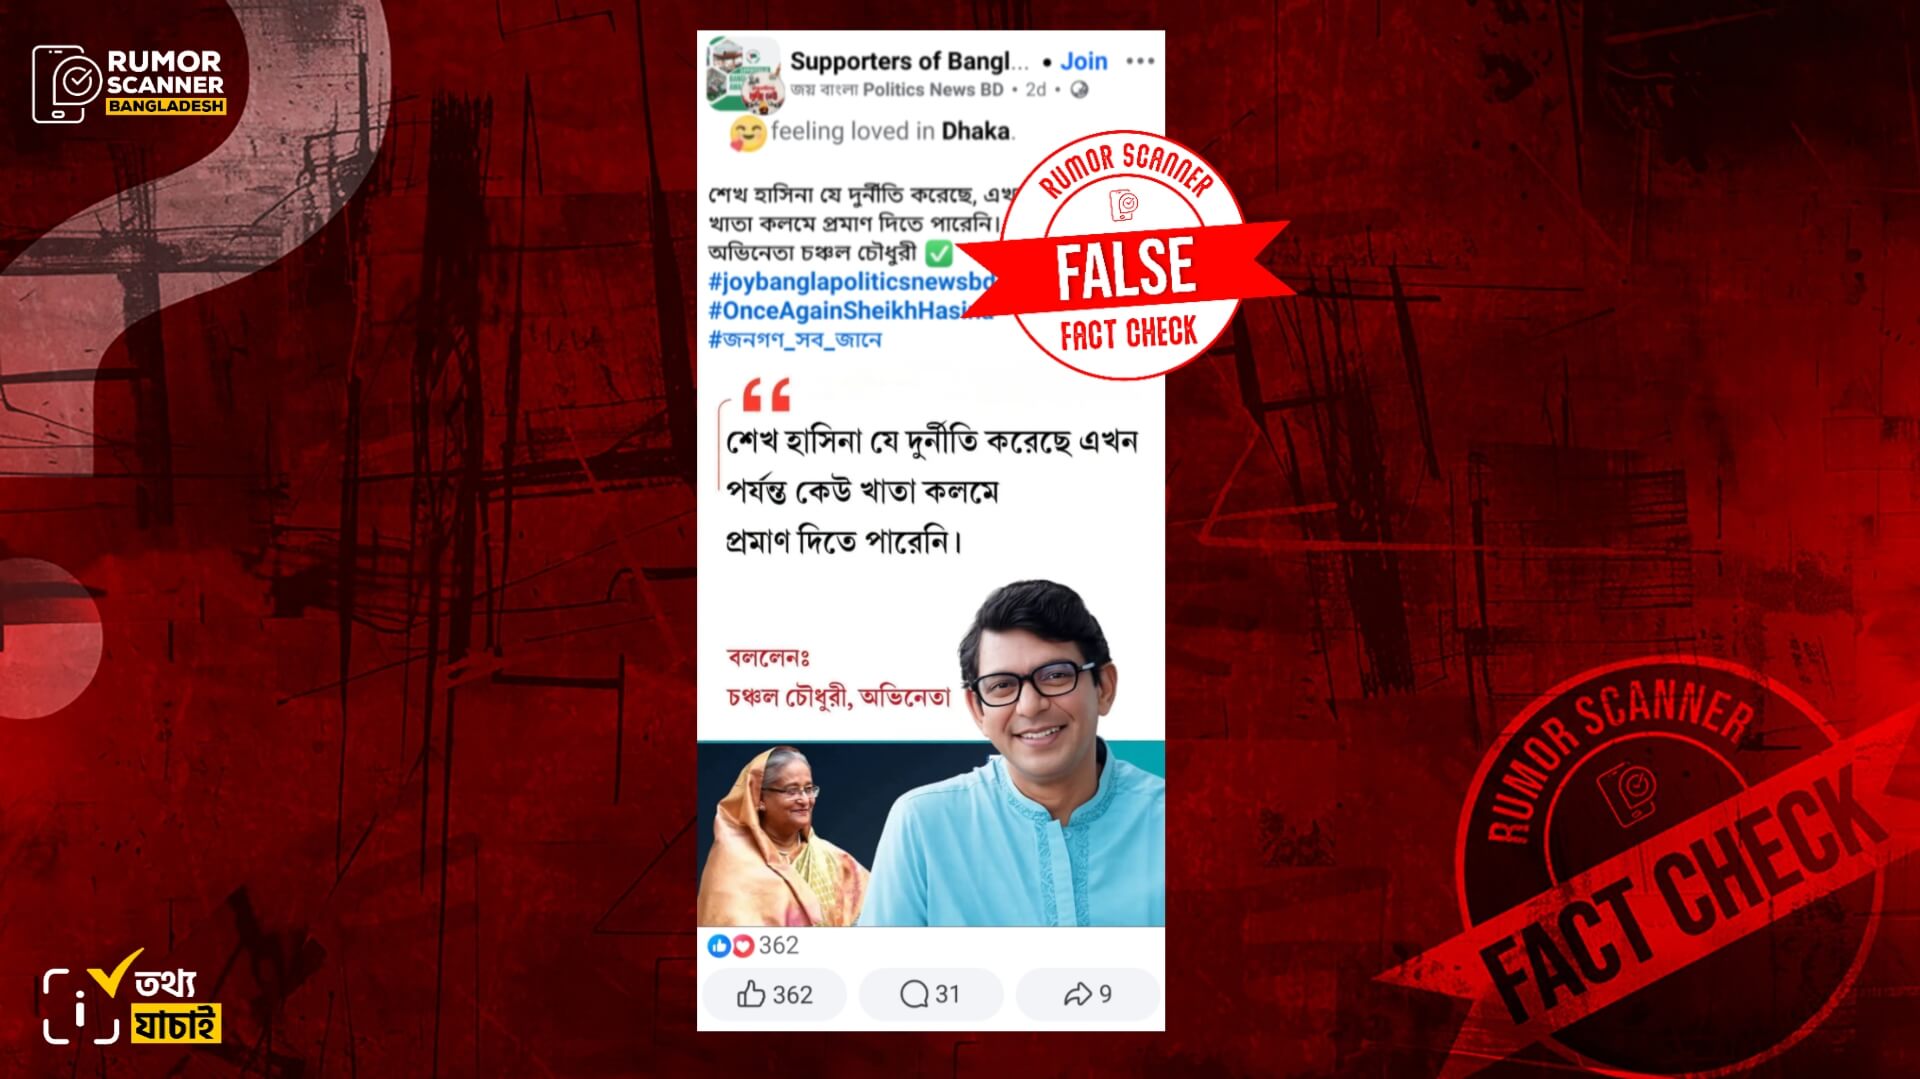 RUMOR
SCANNER
BANGLADESH
Supporters of Bangl... • Join
জয় বাংলা Politics News BD • 2d •
feeling loved in Dhaka.
শেখ হাসিনা যে দুর্নীতি করেছে,
খাতা কলমে প্রমাণ দিতে পারেনি।
অভিনেতা চঞ্চল চৌধুরী ✅
#joybanglapoliticsnewsbd
#OnceAgainSheikhHasina
#জনগণ_সব_জানে
RUMOR SCANNER
FALSE
FACT CHECK
“
শেখ হাসিনা যে দুর্নীতি করেছে এখন
পর্যন্ত কেউ খাতা কলমে
প্রমাণ দিতে পারেনি।
বললেনঃ
চঞ্চল চৌধুরী, অভিনেতা
362
362
31
9
i তথ্য
যাচাই
RUMOR SCANNER
FACT CHECK